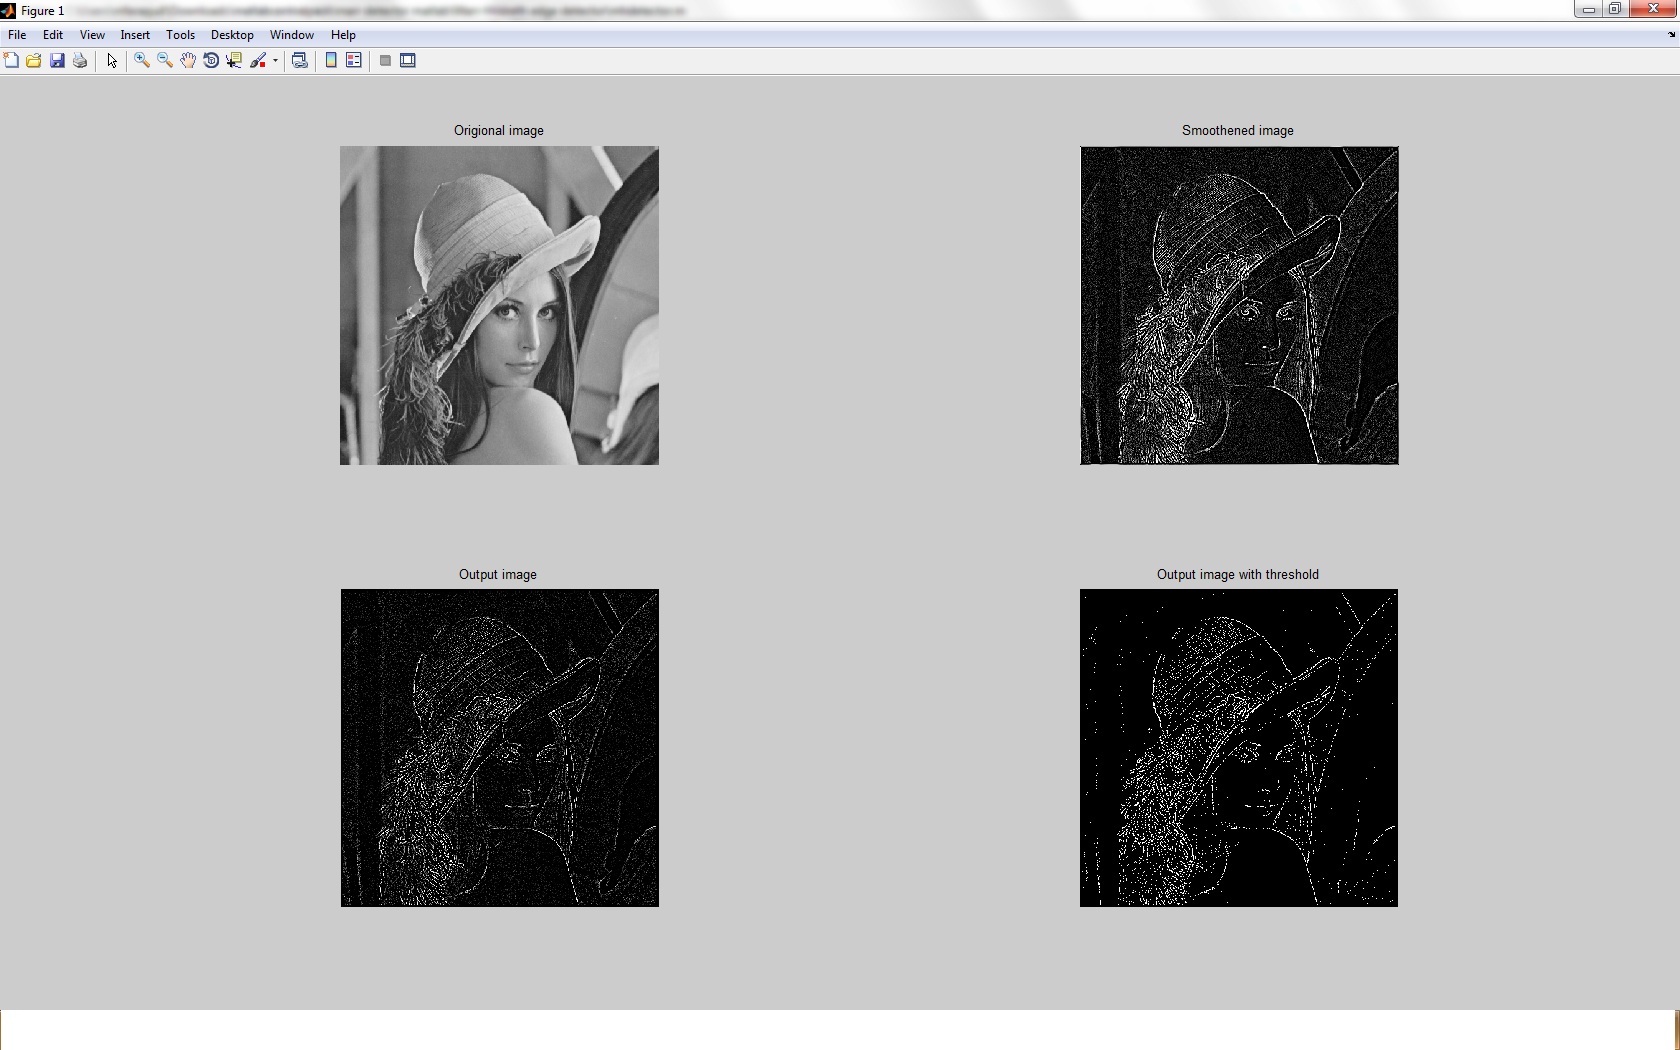 Figure 1
File Edit View Insert Tools Desktop Window Help
Origional image
Smoothened image
Output image
Output image with threshold